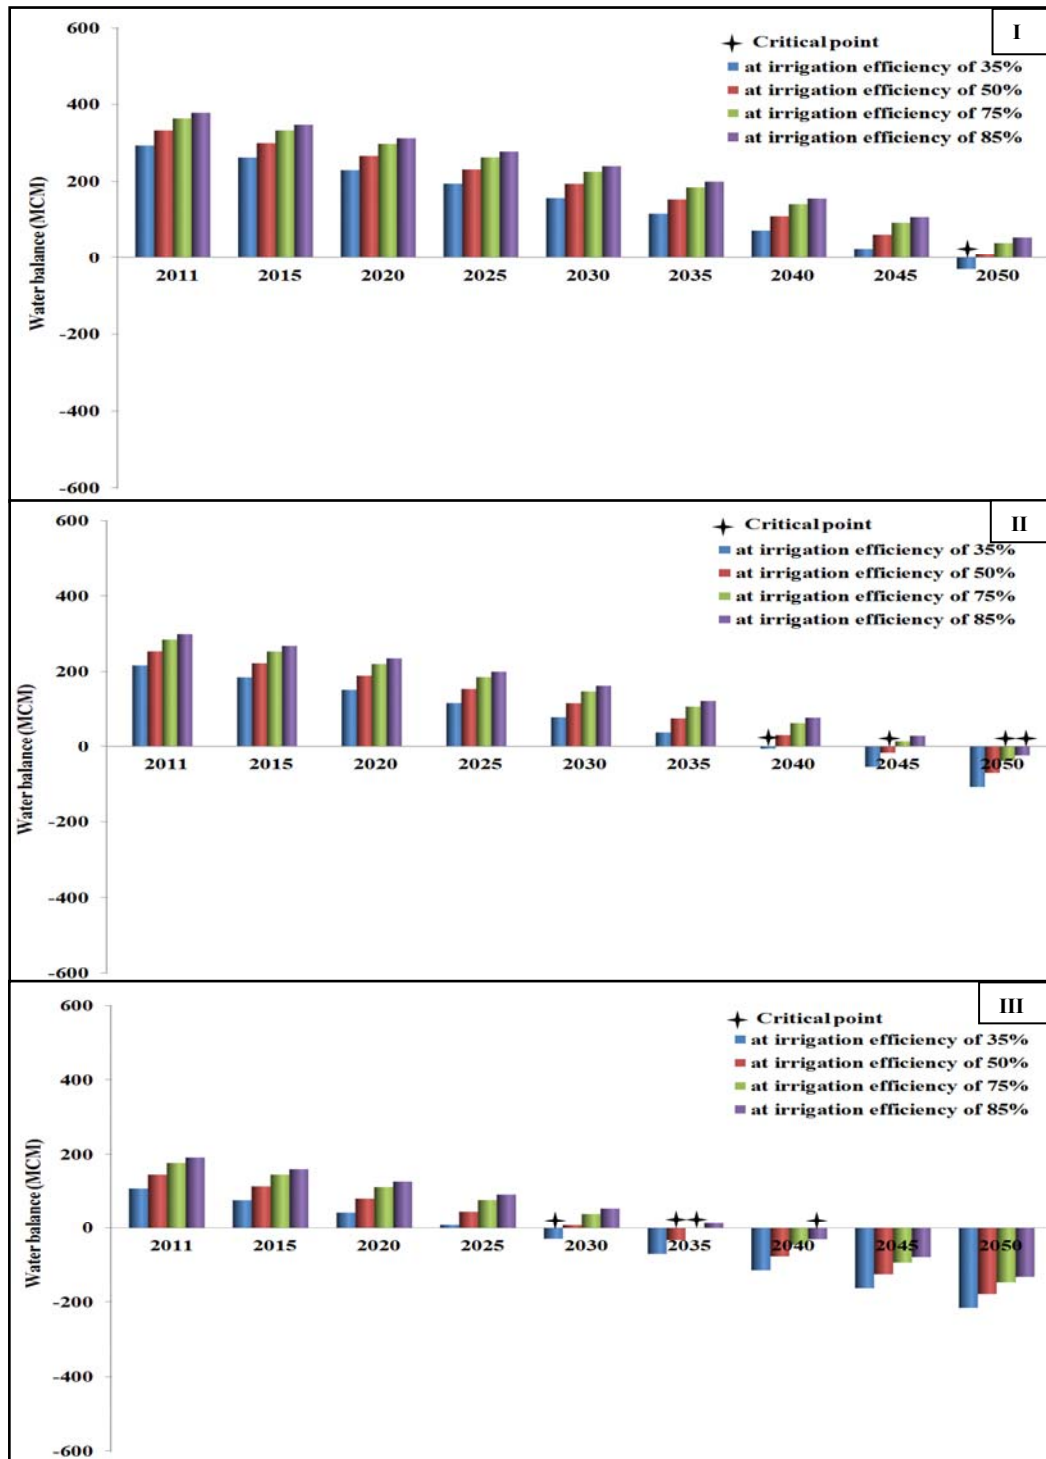 I
Critical point
at irrigation efficiency of 35%
at irrigation efficiency of 50%
at irrigation efficiency of 75%
at irrigation efficiency of 85%
Water balance (MCM)
600
400
200
0
-200
-400
-600
2011 2015 2020 2025 2030 2035 2040 2045 2050
II
Critical point
at irrigation efficiency of 35%
at irrigation efficiency of 50%
at irrigation efficiency of 75%
at irrigation efficiency of 85%
Water balance (MCM)
600
400
200
0
-200
-400
-600
2011 2015 2020 2025 2030 2035 2040 2045 2050
III
Critical point
at irrigation efficiency of 35%
at irrigation efficiency of 50%
at irrigation efficiency of 75%
at irrigation efficiency of 85%
Water balance (MCM)
600
400
200
0
-200
-400
-600
2011 2015 2020 2025 2030 2035 2040 2045 2050